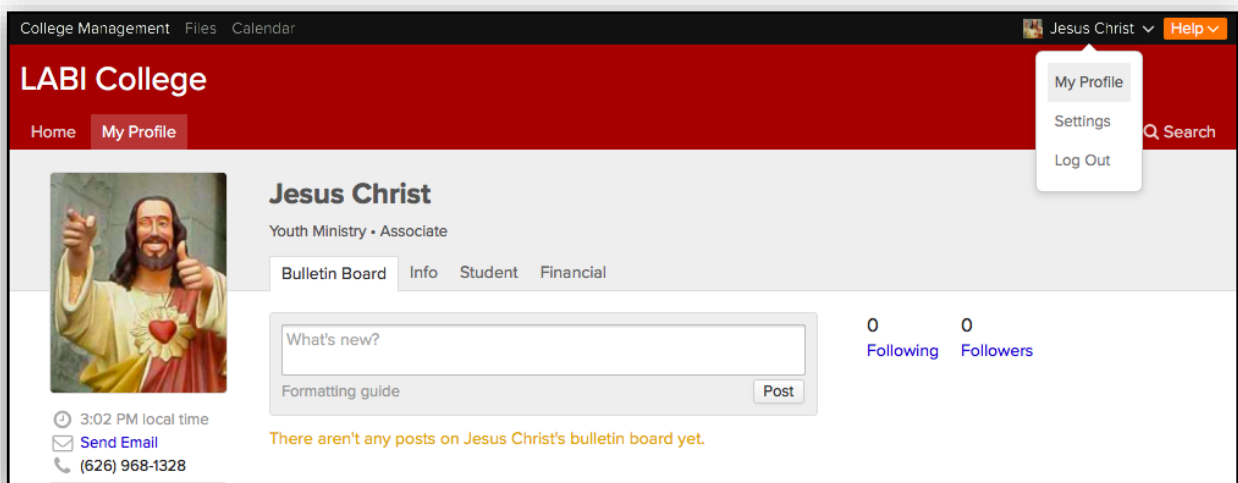 College Management Files Calendar Jesus Christ Help
LABI College
My Profile
Settings
Log Out
Home My Profile Search
Jesus Christ
Youth Ministry • Associate
Bulletin Board Info Student Financial
What's new?
Formatting guide Post
0 0
Following Followers
3:02 PM local time
Send Email
(626) 968-1328
There aren't any posts on Jesus Christ's bulletin board yet.